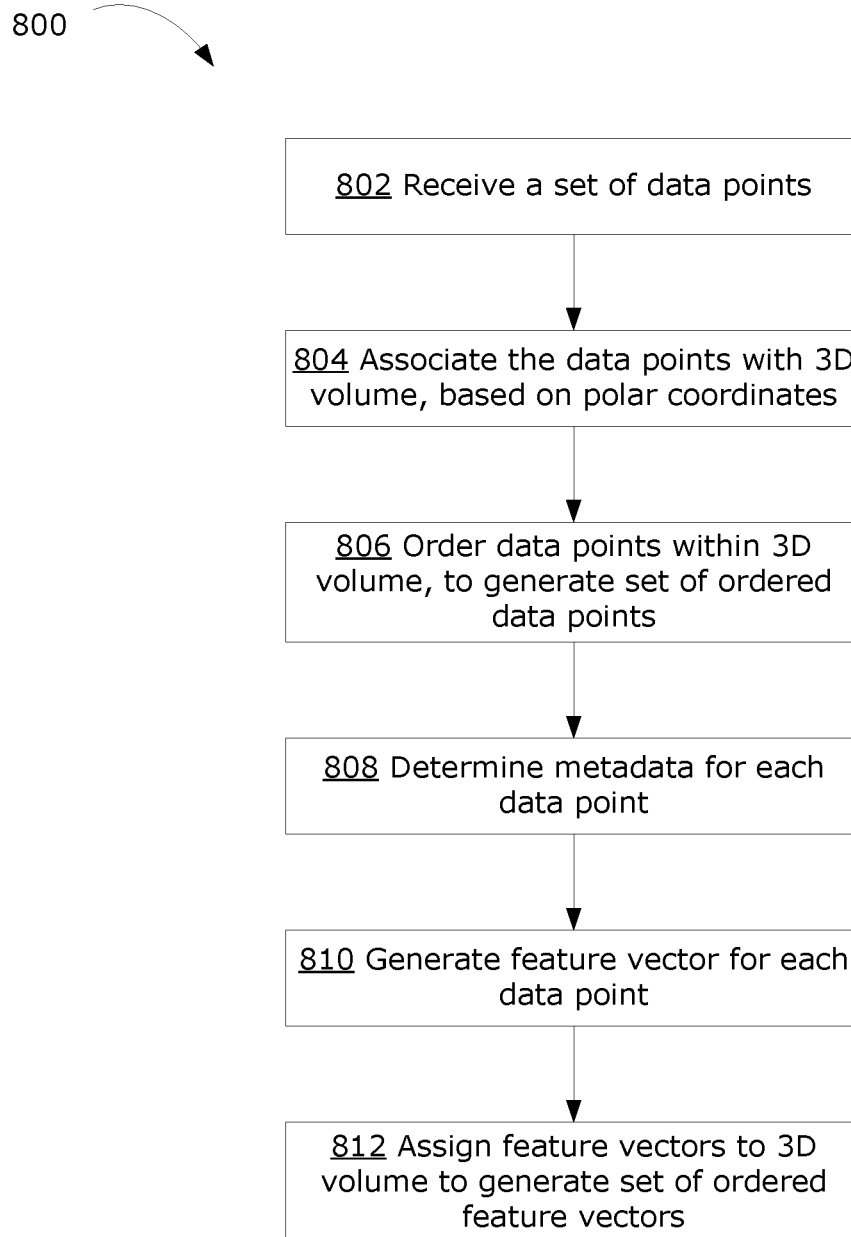 800
802 Receive a set of data points
804 Associate the data points with 3D
volume, based on polar coordinates
806 Order data points within 3D
volume, to generate set of ordered
data points
808 Determine metadata for each
data point
810 Generate feature vector for each
data point
812 Assign feature vectors to 3D
volume to generate set of ordered
feature vectors